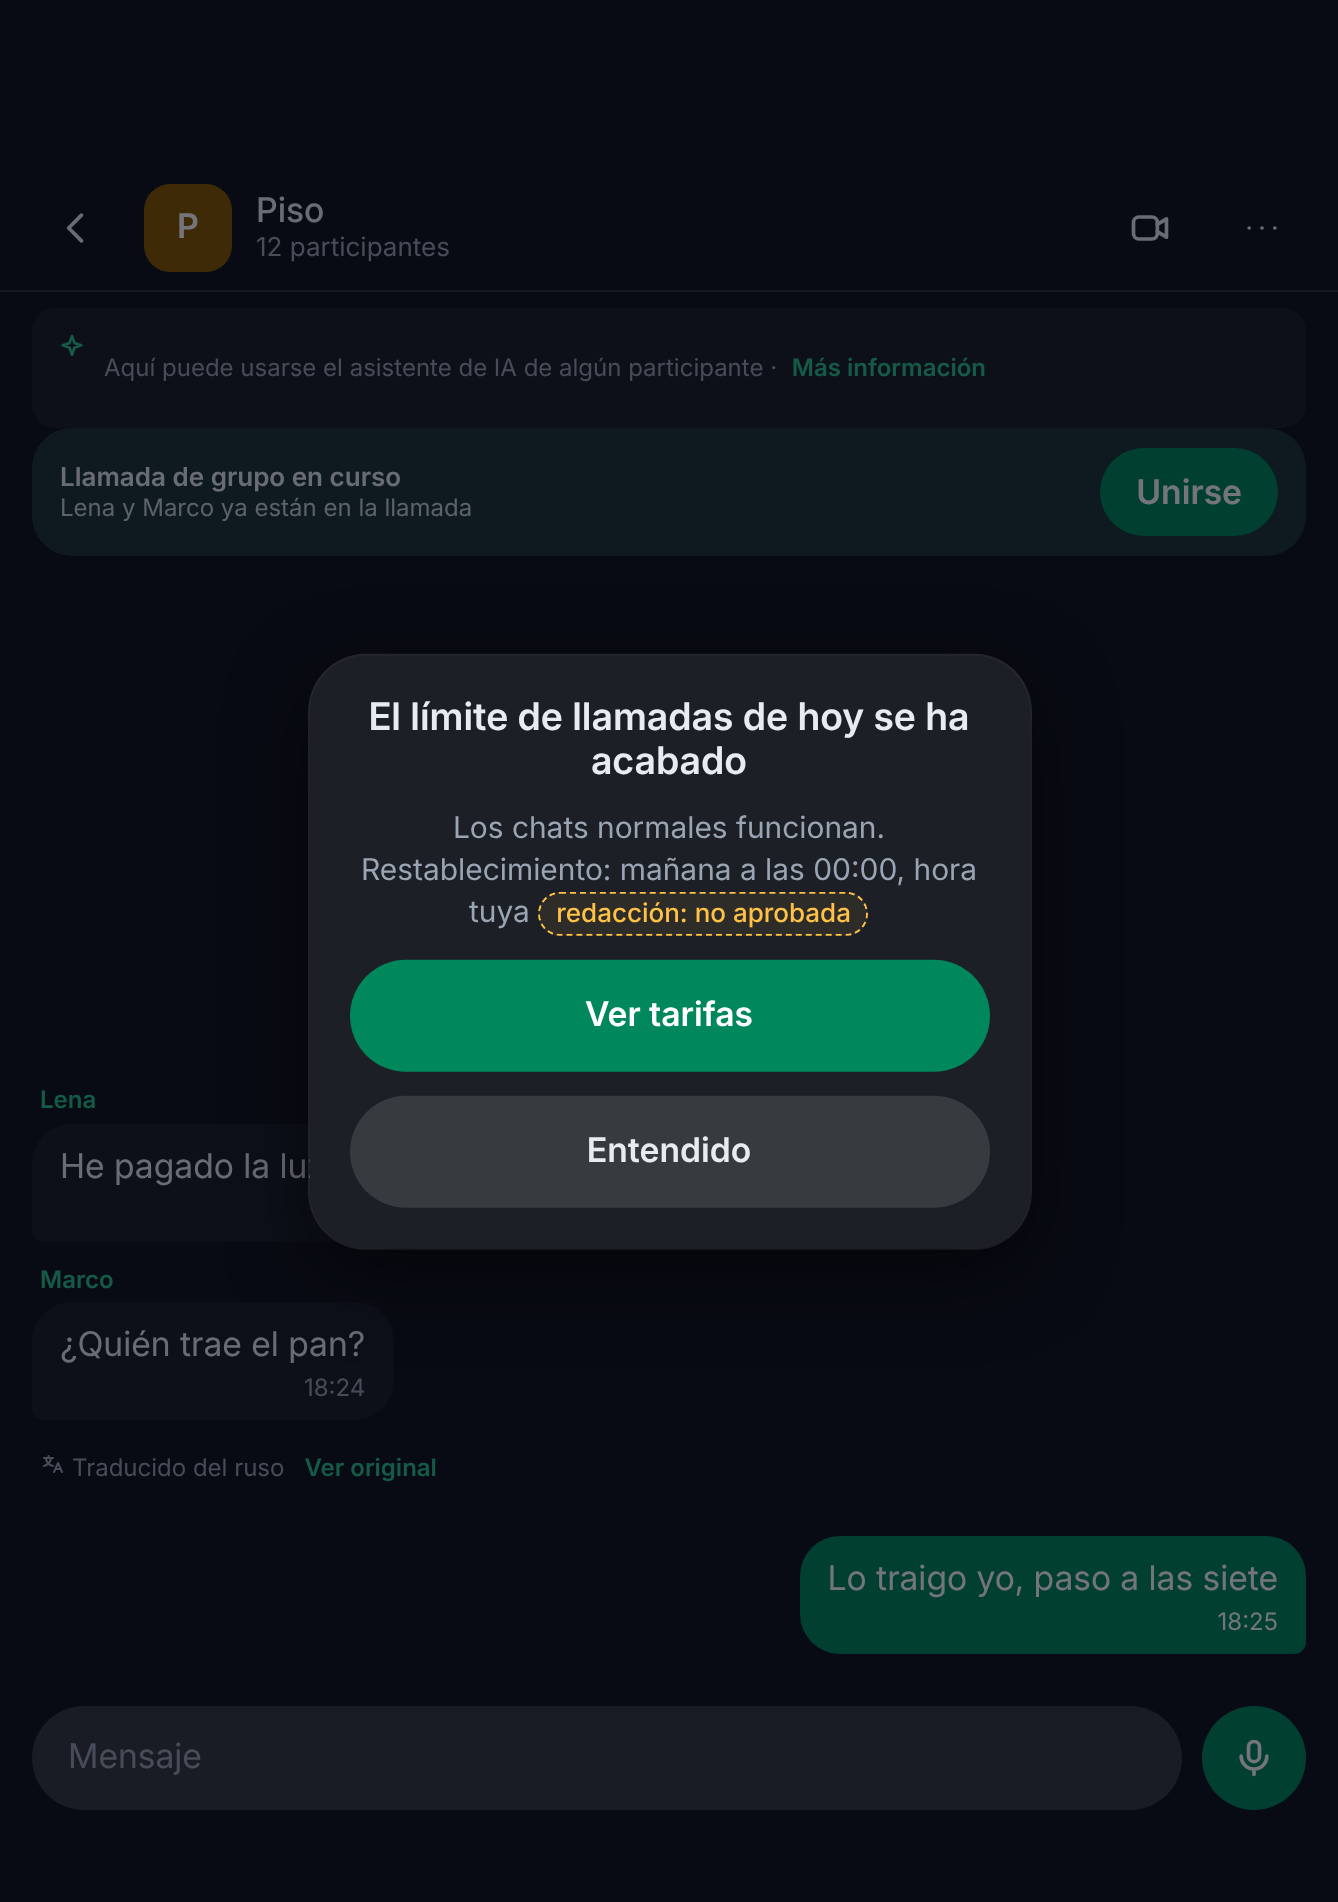 P
Piso
12 participantes
Aquí puede usarse el asistente de IA de algún participante · Más información
Llamada de grupo en curso
Lena y Marco ya están en la llamada
Unirse
El límite de llamadas de hoy se ha
acabado
Los chats normales funcionan.
Restablecimiento: mañana a las 00:00, hora
tuya redacción: no aprobada
Ver tarifas
Entendido
Lena
He pagado la
Marco
¿Quién trae el pan?
18:24
Traducido del ruso Ver original
Lo traigo yo, paso a las siete
18:25
Mensaje